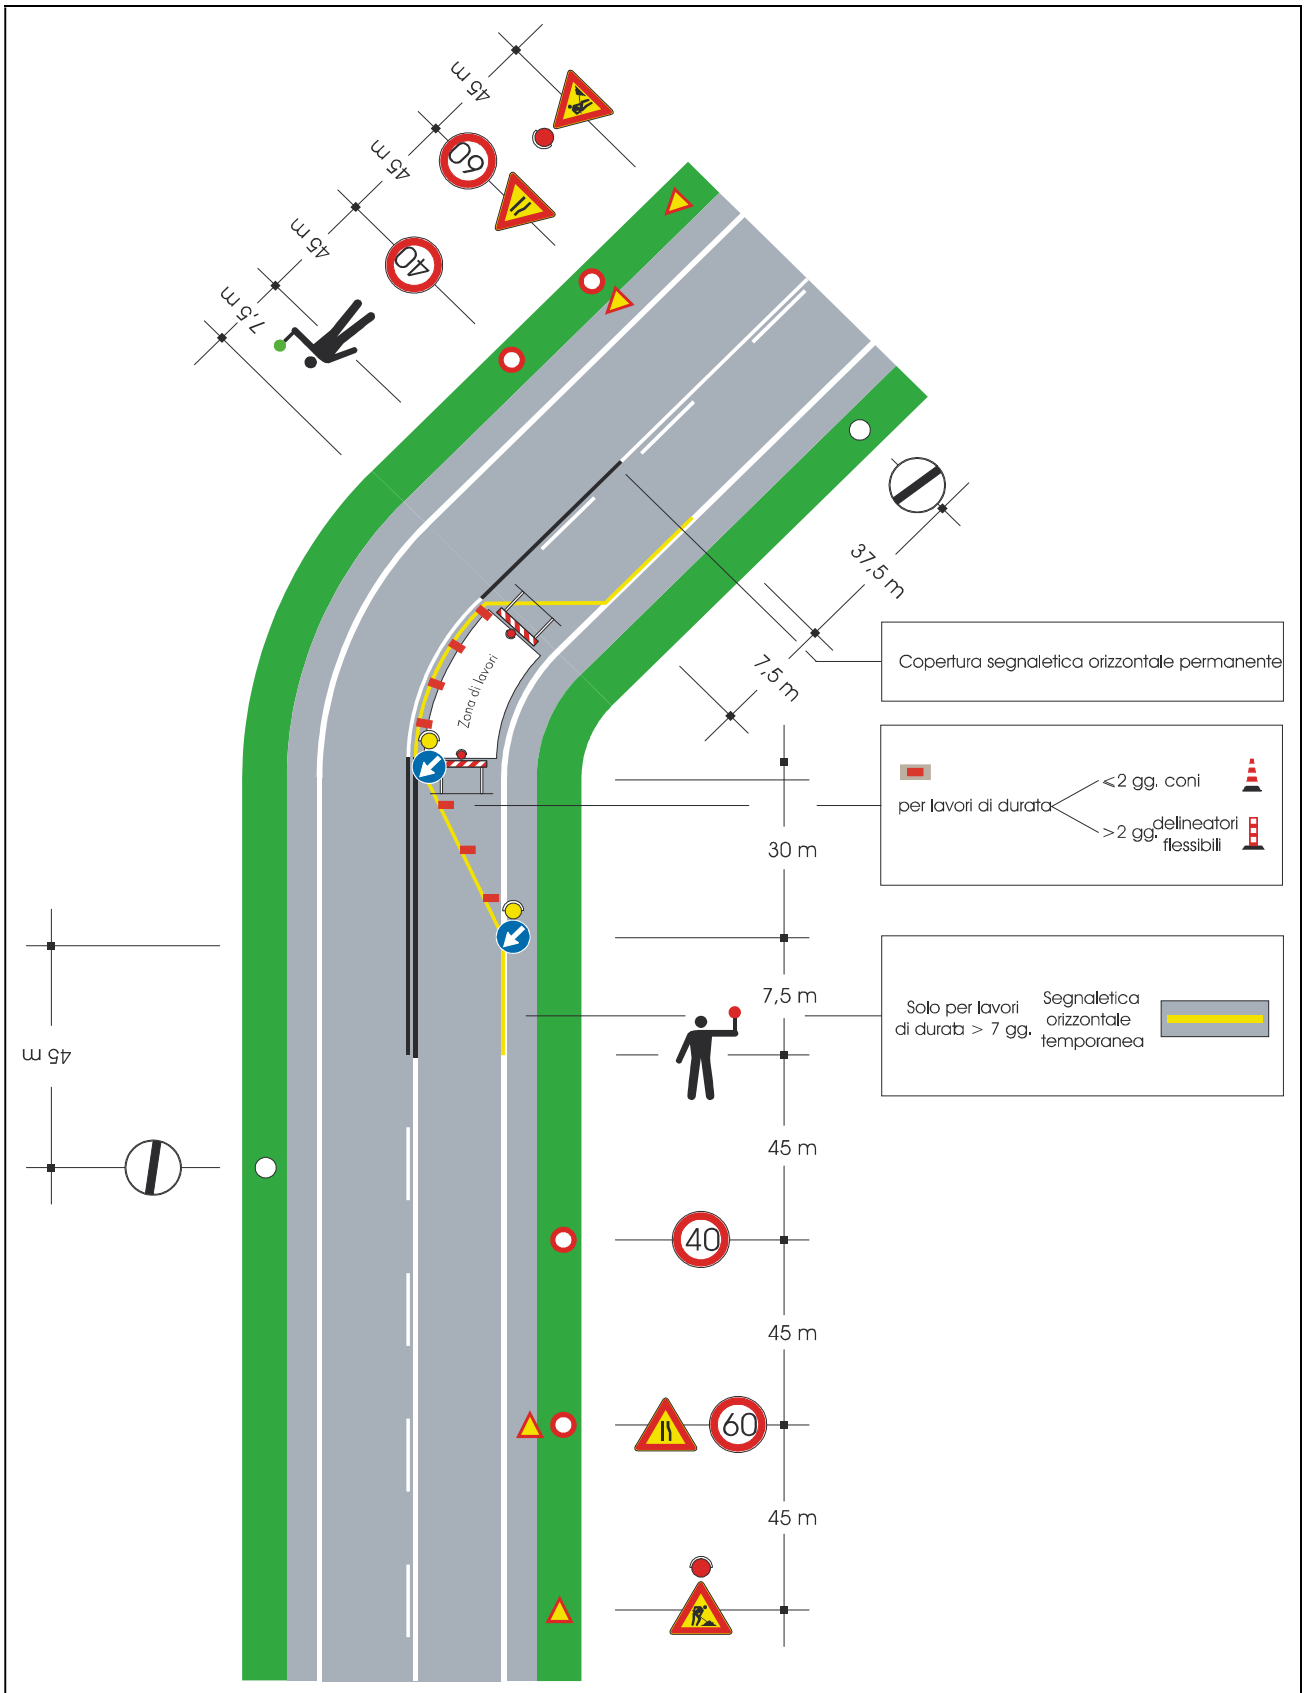 45 m
60
45 m
40
45 m
7,5 m
37,5 m
7,5 m
Copertura segnaletica orizzontale permanente
Zona di lavori
per lavori di durata
<2 gg. coni
>2 gg. delineatori
flessibili
30 m
7,5 m
Solo per lavori
di durata > 7 gg.
Segnaletica
orizzontale
temporanea
45 m
45 m
40
45 m
60
45 m